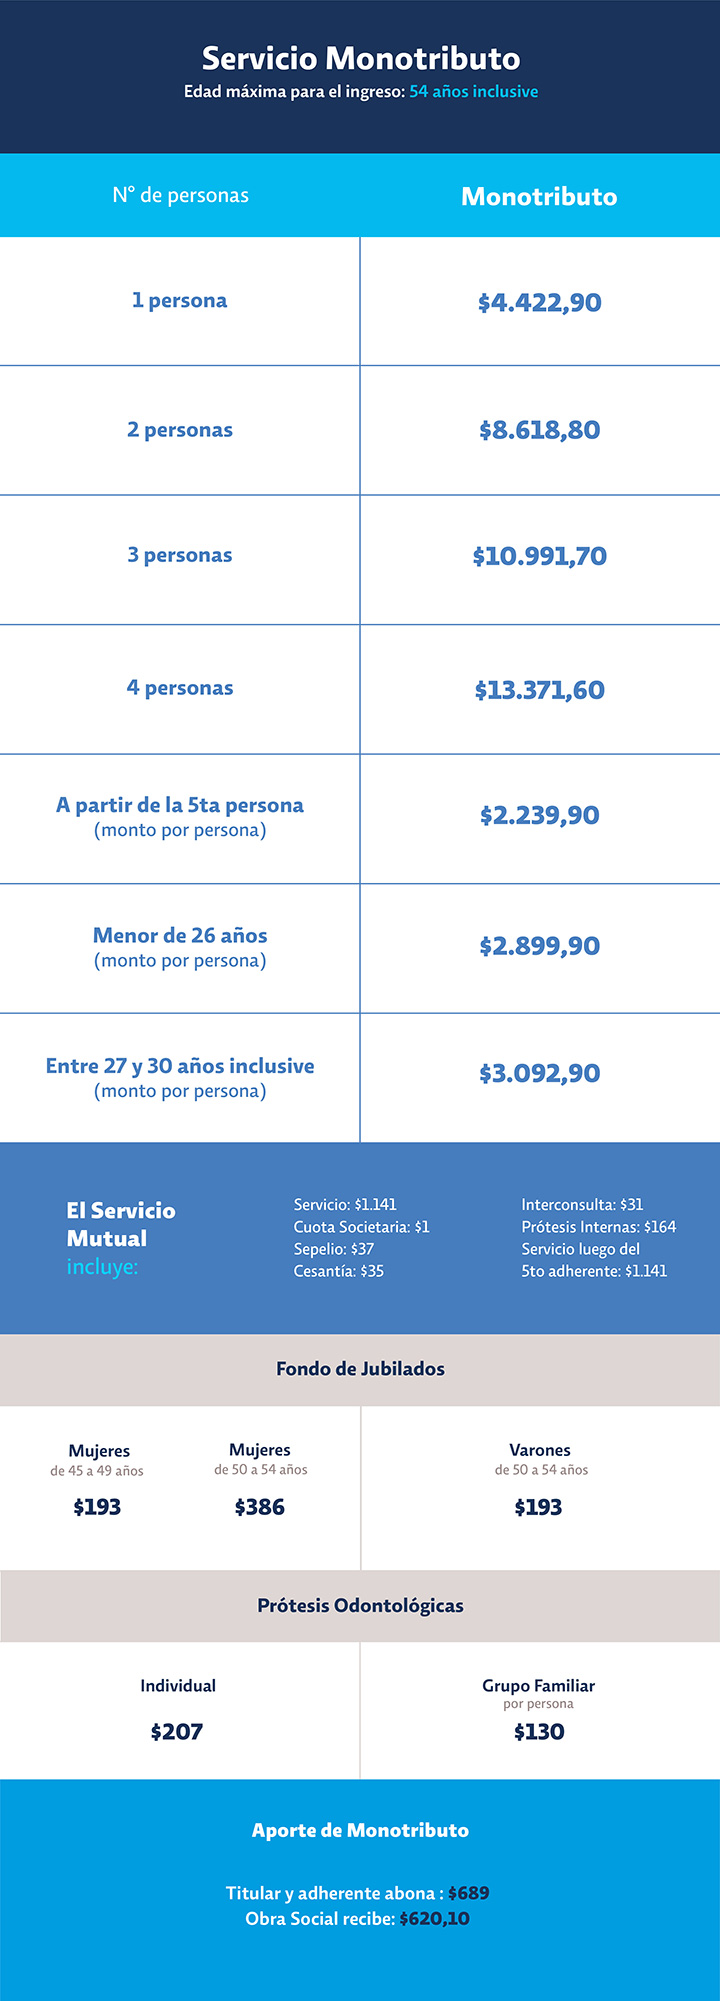 Servicio Monotributo
Edad máxima para el ingreso: 54 años inclusive
N° de personas
Monotributo
1 persona
$4.422,90
2 personas
$8.618,80
3 personas
$10.991,70
4 personas
$13.371,60
A partir de la 5ta persona
(monto por persona)
$2.239,90
Menor de 26 años
(monto por persona)
$2.899,90
Entre 27 y 30 años inclusive
(monto por persona)
$3.092,90
El Servicio
Mutual
incluye:
Servicio: $1.141
Cuota Societaria: $1
Sepelio: $37
Cesantía: $35
Interconsulta: $31
Prótesis Internas: $164
Servicio luego del
5to adherente: $1.141
Fondo de Jubilados
Mujeres
de 45 a 49 años
$193
Mujeres
de 50 a 54 años
$386
Varones
de 50 a 54 años
$193
Prótesis Odontológicas
Individual
$207
Grupo Familiar
por persona
$130
Aporte de Monotributo
Titular y adherente abona : $689
Obra Social recibe: $620,10